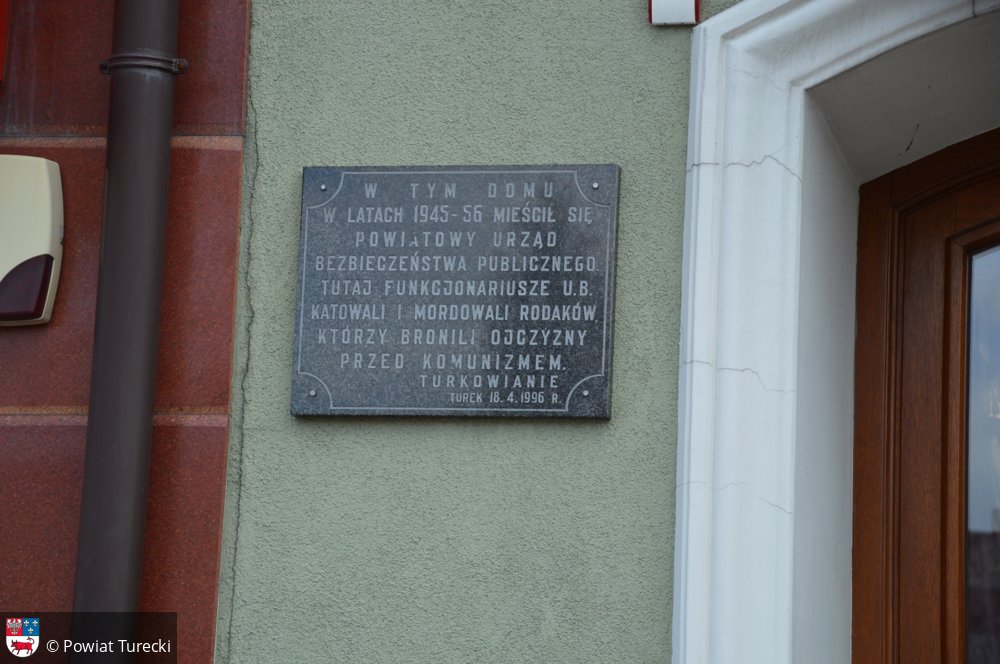 W TYM DOMU
W LATACH 1945-56 MIEŚCIŁ SIĘ
POWIATOWY URZĄD
BEZBIECZEŃSTWA PUBLICZNEGO
TUTAJ FUNKCJONARIUSZE U.B.
KATOWALI I MORDOWALI RODAKÓW,
KTÓRZY BRONILI OJCZYZNY
PRZED KOMUNIZMEM.
TURKOWIANIE
TUREK 18.4.1996 R.
© Powiat Turecki